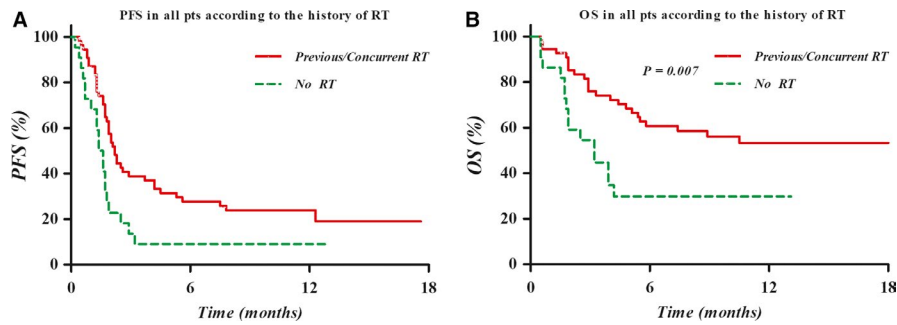 A
PFS in all pts according to the history of RT
100
80
60
40
20
0
PFS (%)
Previous/Concurrent RT
No RT
0
6
12
18
Time (months)
B
OS in all pts according to the history of RT
100
80
60
40
20
0
OS (%)
Previous/Concurrent RT
P = 0.007
No RT
0
6
12
18
Time (months)